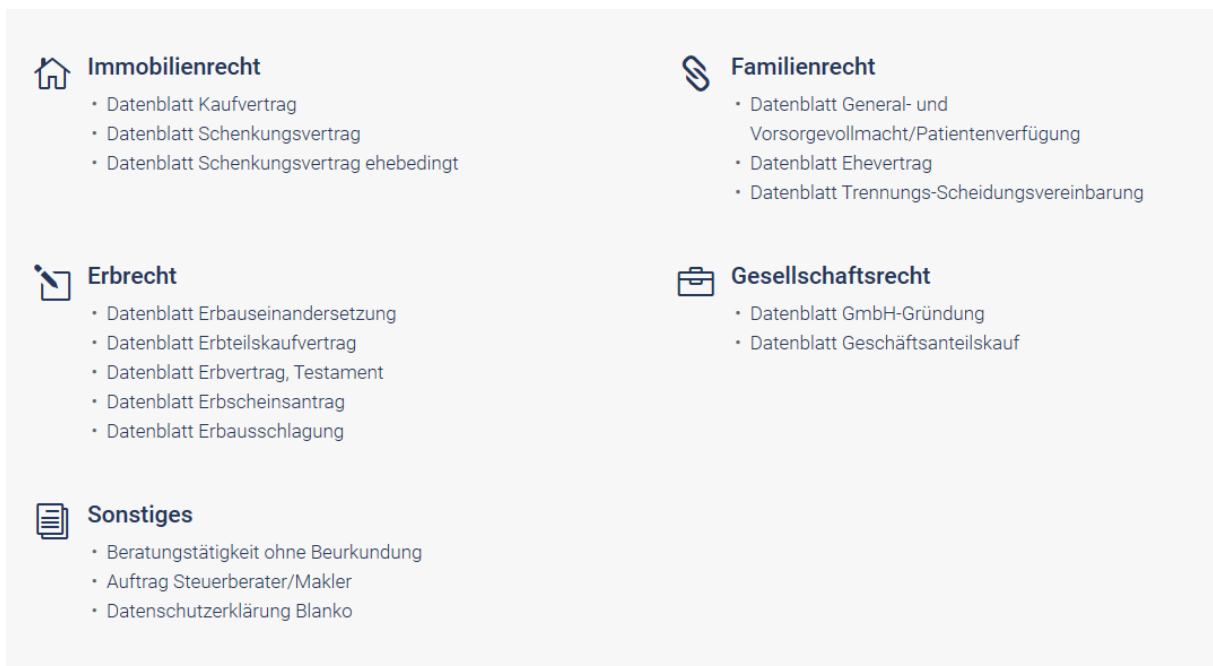 Immobilienrecht
• Datenblatt Kaufvertrag
• Datenblatt Schenkungsvertrag
• Datenblatt Schenkungsvertrag ehebedingt
Familienrecht
• Datenblatt General- und
Vorsorgevollmacht/Patientenverfügung
• Datenblatt Ehevertrag
• Datenblatt Trennungs-Scheidungsvereinbarung
Erbrecht
• Datenblatt Erbauseinandersetzung
• Datenblatt Erbteilskaufvertrag
• Datenblatt Erbvertrag, Testament
• Datenblatt Erbscheinsantrag
• Datenblatt Erbausschlagung
Gesellschaftsrecht
• Datenblatt GmbH-Gründung
• Datenblatt Geschäftsanteilskauf
Sonstiges
• Beratungstätigkeit ohne Beurkundung
• Auftrag Steuerberater/Makler
• Datenschutzerklärung Blanko